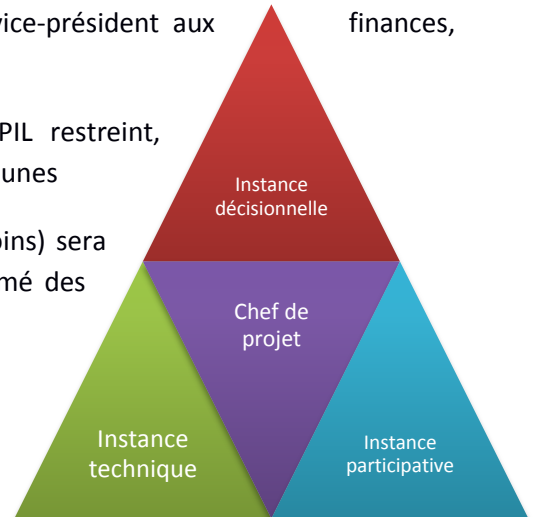 vice-président aux finances,
PIL restreint,
unes
Instance
décisionnelle
oins) sera
mé des
Chef de
projet
Instance
technique
Instance
participative